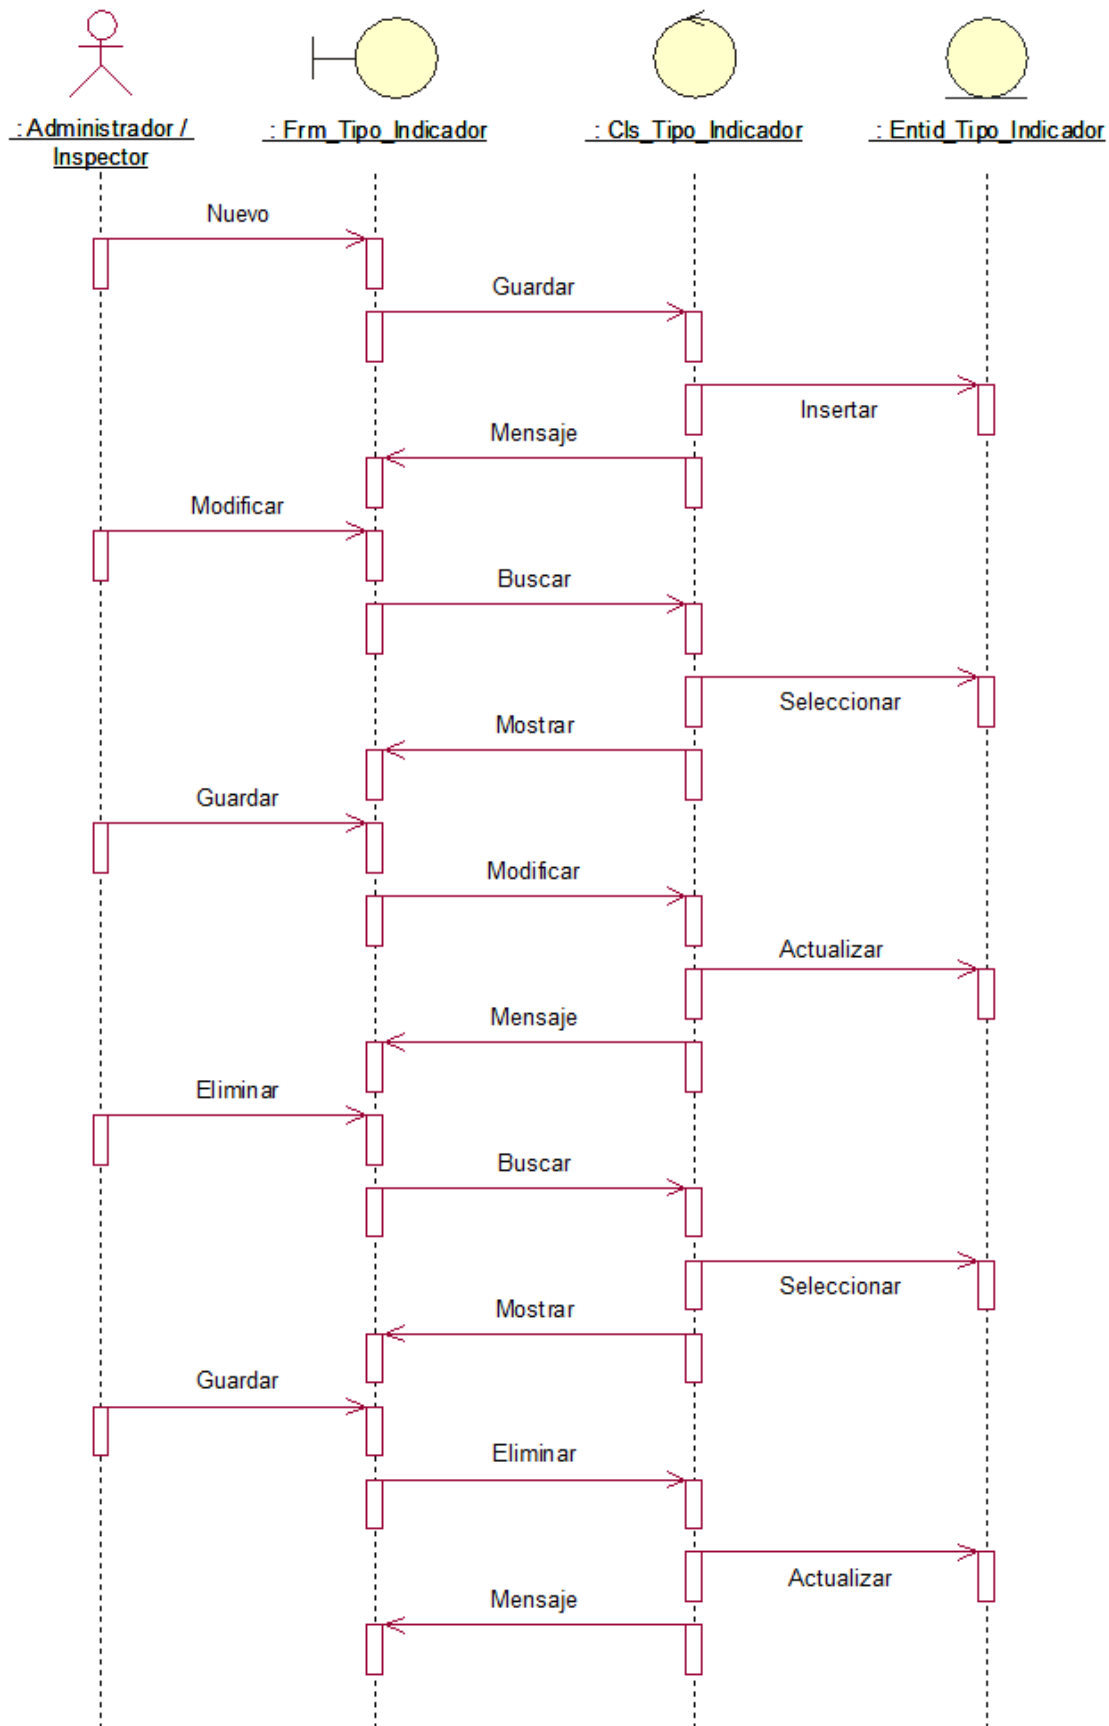 : Administrador /
Inspector
: Frm_Tipo_Indicador
: Cls_Tipo_Indicador
: Entid_Tipo_Indicador
Nuevo
Guardar
Insertar
Mensaje
Modificar
Buscar
Seleccionar
Mostrar
Guardar
Modificar
Actualizar
Mensaje
Eliminar
Buscar
Seleccionar
Mostrar
Guardar
Eliminar
Actualizar
Mensaje